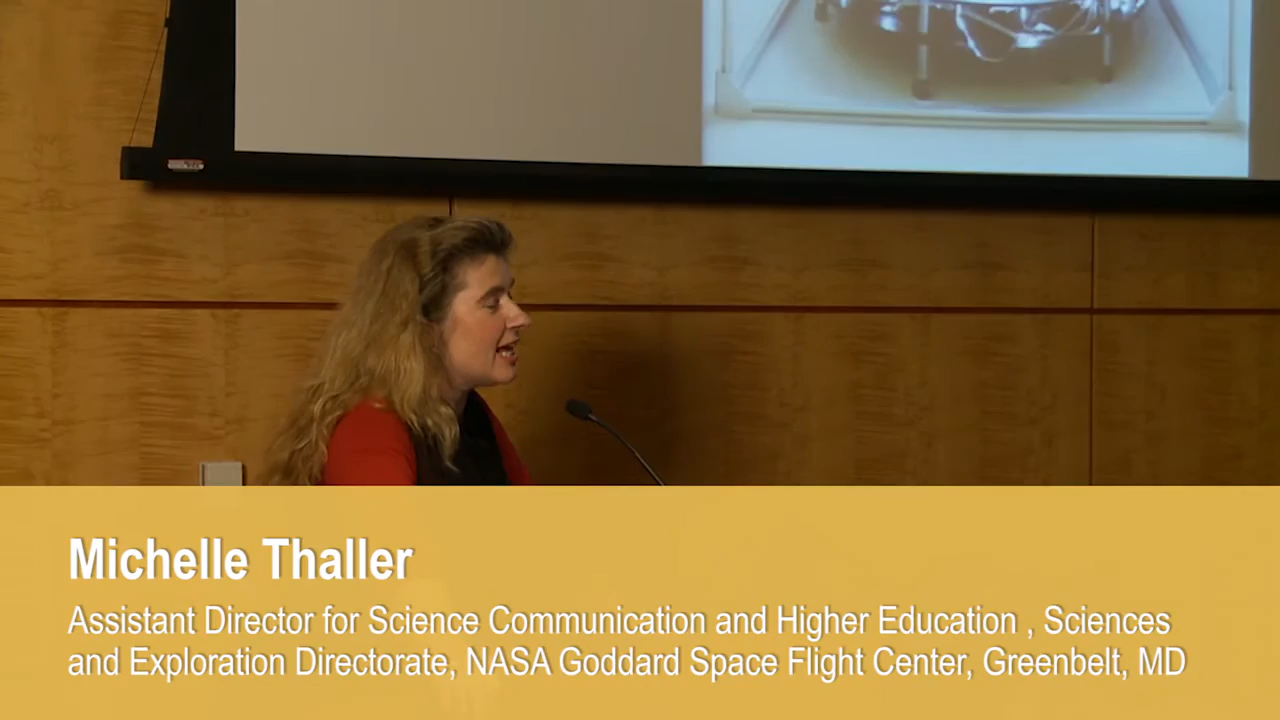 Michelle Thaller
Assistant Director for Science Communication and Higher Education , Sciences
and Exploration Directorate, NASA Goddard Space Flight Center, Greenbelt, MD